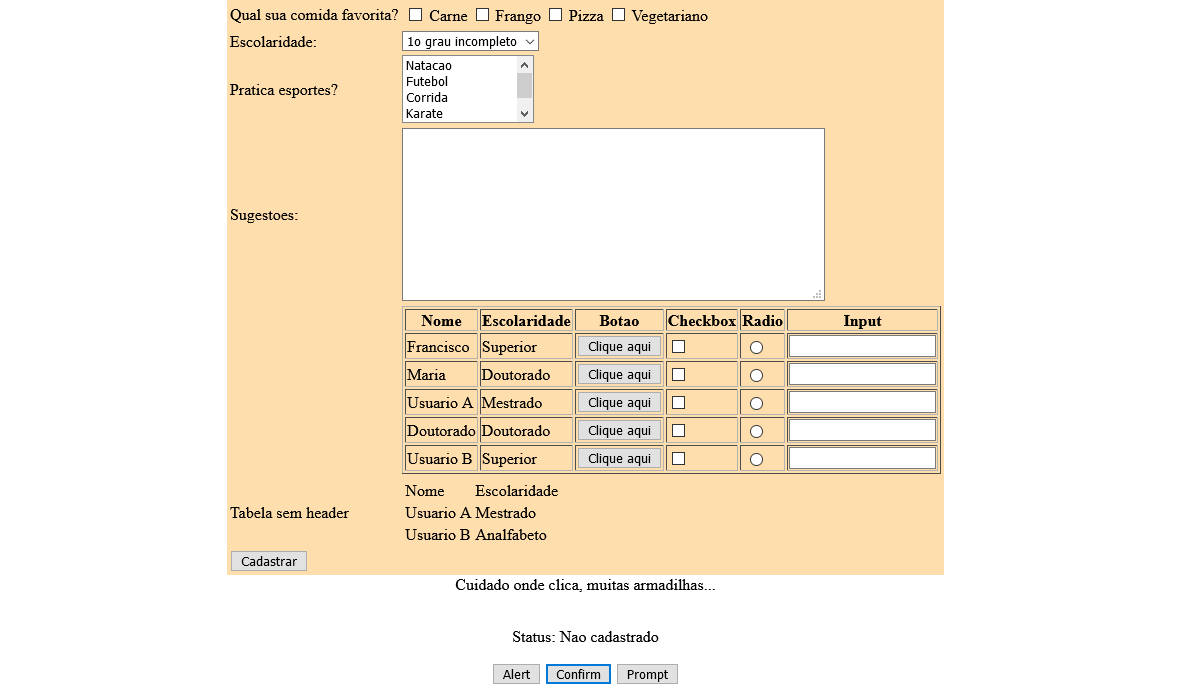 Qual sua comida favorita? Carne Frango Pizza Vegetariano
Escolaridade: 1o grau incompleto
Natacao
Futebol
Pratica esportes?
Corrida
Karate
Sugestoes:
Nome Escolaridade Botao Checkbox Radio Input
Francisco Superior Clique aqui
Maria Doutorado Clique aqui
Usuario A Mestrado Clique aqui
Doutorado Doutorado Clique aqui
Usuario B Superior Clique aqui
Nome Escolaridade
Tabela sem header Usuario A Mestrado
Usuario B Analfabeto
Cadastrar
Cuidado onde clica, muitas armadilhas...
Status: Nao cadastrado
Alert Confirm Prompt